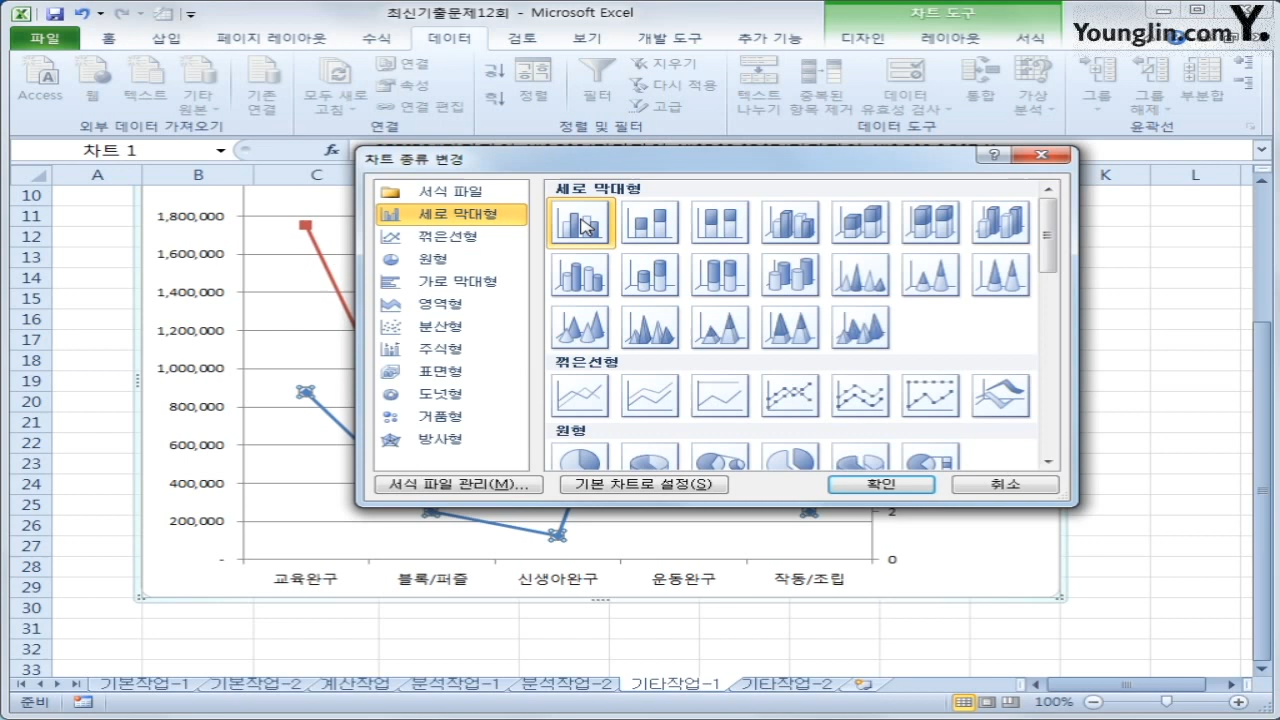 최신기출문제12회 - Microsoft Excel
차트 도구
Younglin.com Y.
파일 홈 삽입 페이지 레이아웃 수식 데이터 검토 보기 개발 도구 추가 기능 디자인 레이아웃 서식
Access 웹 텍스트 기타 원본 기존 연결 모두 새로 고침 연결 속성 연결 편집 정렬 필터 지우기 다시 적용 고급 텍스트 나누기 중복된 항목 제거 데이터 유효성 검사 통합 가상 분석 그룹 그룹 해제 부분합
외부 데이터 가져오기 연결 정렬 및 필터 데이터 도구 윤곽선
차트 1 fx
차트 종류 변경
A B C K L
서식 파일
세로 막대형
꺾은선형
원형
가로 막대형
영역형
분산형
주식형
표면형
도넛형
거품형
방사형
세로 막대형
꺾은선형
원형
서식 파일 관리(M)... 기본 차트로 설정(S) 확인 취소
10
11
12
13
14
15
16
17
18
19
20
21
22
23
24
25
26
27
28
29
30
31
32
33
1,800,000
1,600,000
1,400,000
1,200,000
1,000,000
800,000
600,000
400,000
200,000
-
2
0
교육완구 블록/퍼즐 신생아완구 운동완구 작동/조립
기본작업-1 기본작업-2 계산작업 분석작업-1 분석작업-2 기타작업-1 기타작업-2
준비 100%